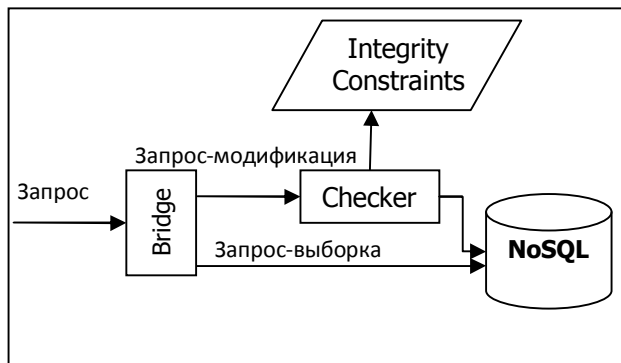 Integrity
Constraints
Запрос-модификация
Запрос
Bridge
Checker
NoSQL
Запрос-выборка